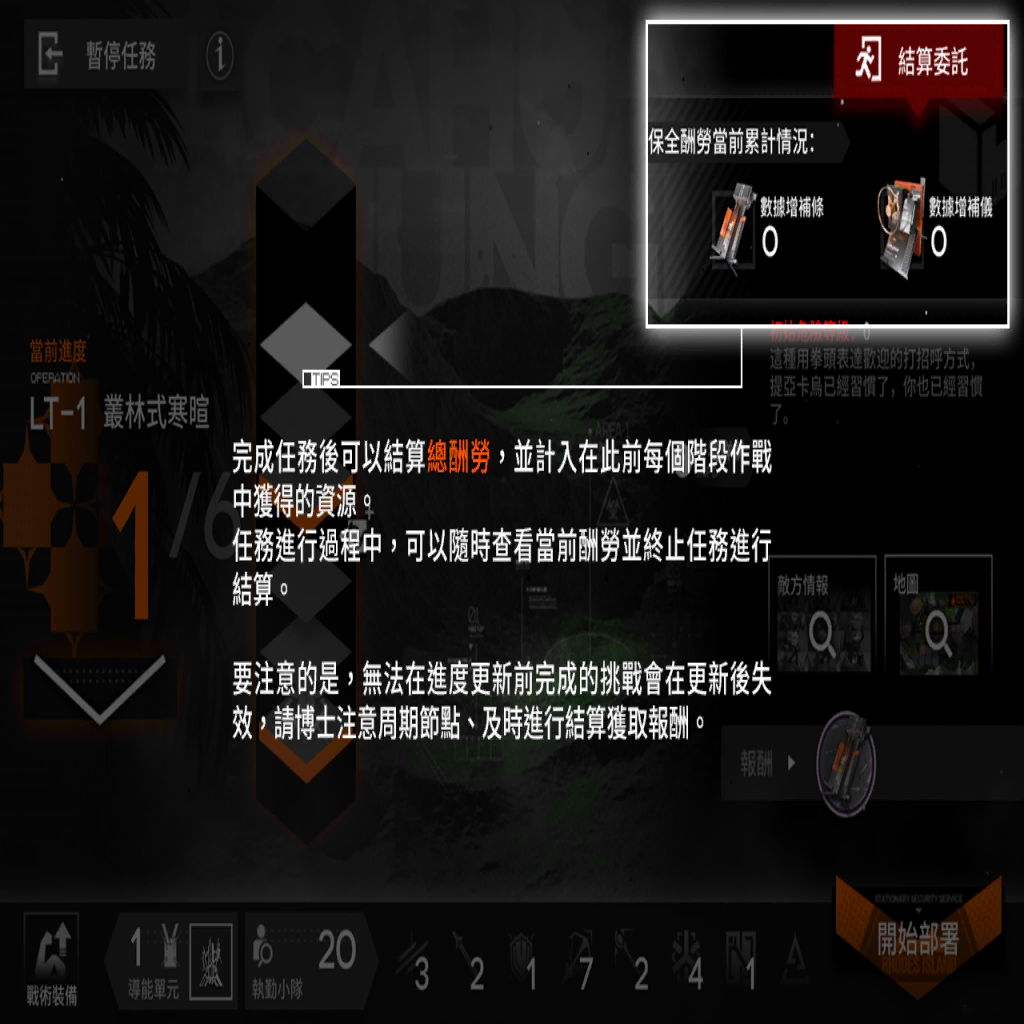 暫停任務
結算委託
保全酬勞當前累計情況:
數據增補條
0
數據增補儀
0
這種用拳頭表達歡迎的打招呼方式，
提亞卡烏已經習慣了，你也已經習慣
了。
當前進度
OPERATION
LT-1 叢林式寒暄
1/6
TIPS
完成任務後可以結算總酬勞，並計入在此前每個階段作戰
中獲得的資源。
任務進行過程中，可以隨時查看當前酬勞並終止任務進行
結算。
要注意的是，無法在進度更新前完成的挑戰會在更新後失
效，請博士注意周期節點、及時進行結算獲取報酬。
敵方情報
地圖
報酬
STATIONARY SECURITY SERVICE
開始部署
RHODES ISLAND
戰術裝備
1
導能單元
執勤小隊
20
3 2 1 7 2 4 1